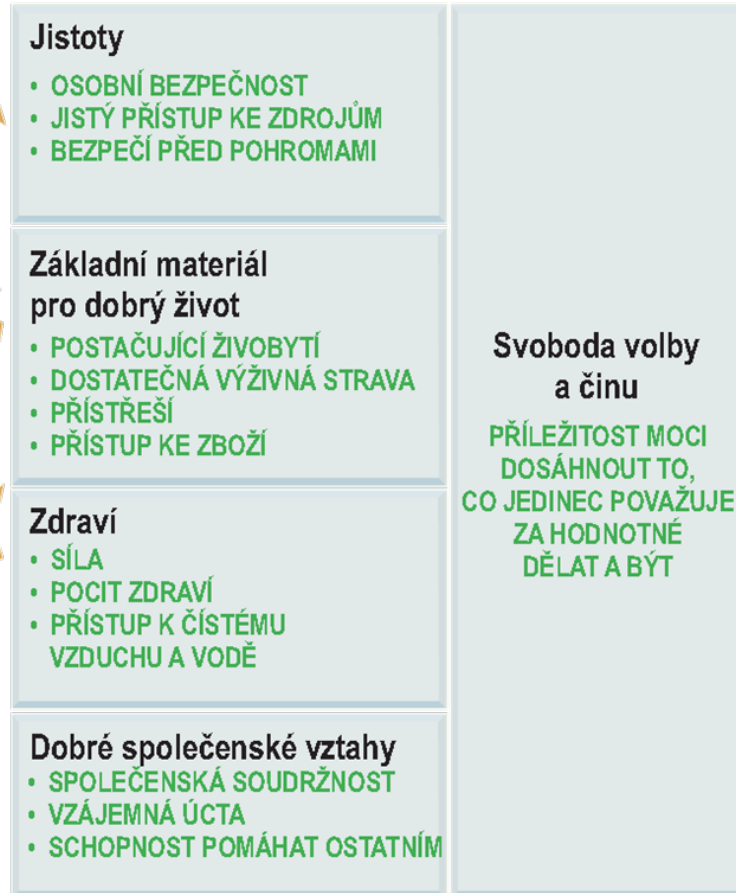 Jistoty
• OSOBNÍ BEZPEČNOST
• JISTÝ PŘÍSTUP KE ZDROJŮM
• BEZPEČÍ PŘED POHROMAMI
Základní materiál
pro dobrý život
• POSTAČUJÍCÍ ŽIVOBYTÍ
• DOSTATEČNÁ VÝŽIVNÁ STRAVA
• PŘÍSTŘEŠÍ
• PŘÍSTUP KE ZBOŽÍ
Zdraví
• SÍLA
• POCIT ZDRAVÍ
• PŘÍSTUP K ČÍSTÉMU
VZDUCHU A VODĚ
Dobré společenské vztahy
• SPOLEČENSKÁ SOUDRŽNOST
• VZÁJEMNÁ ÚCTA
• SCHOPNOST POMÁHAT OSTATNÍM
Svoboda volby
a činu
PŘÍLEŽITOST MOCI
DOSÁHNOUT TO,
CO JEDINEC POVAŽUJE
ZA HODNOTNÉ
DĚLAT A BÝT